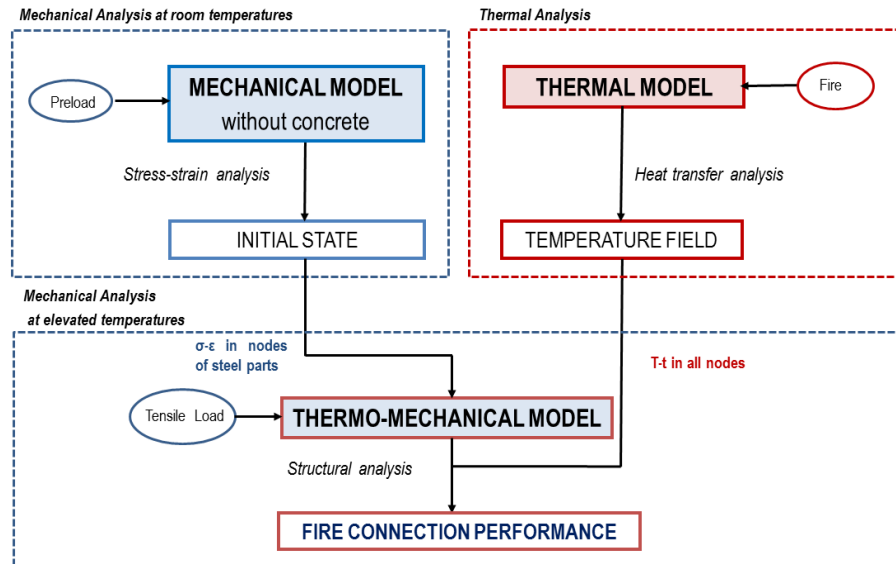 Mechanical Analysis at room temperatures
Thermal Analysis
Preload
MECHANICAL MODEL
without concrete
THERMAL MODEL
Fire
Stress-strain analysis
Heat transfer analysis
INITIAL STATE
TEMPERATURE FIELD
Mechanical Analysis
at elevated temperatures
σ-ε in nodes
of steel parts
T-t in all nodes
Tensile Load
THERMO-MECHANICAL MODEL
Structural analysis
FIRE CONNECTION PERFORMANCE